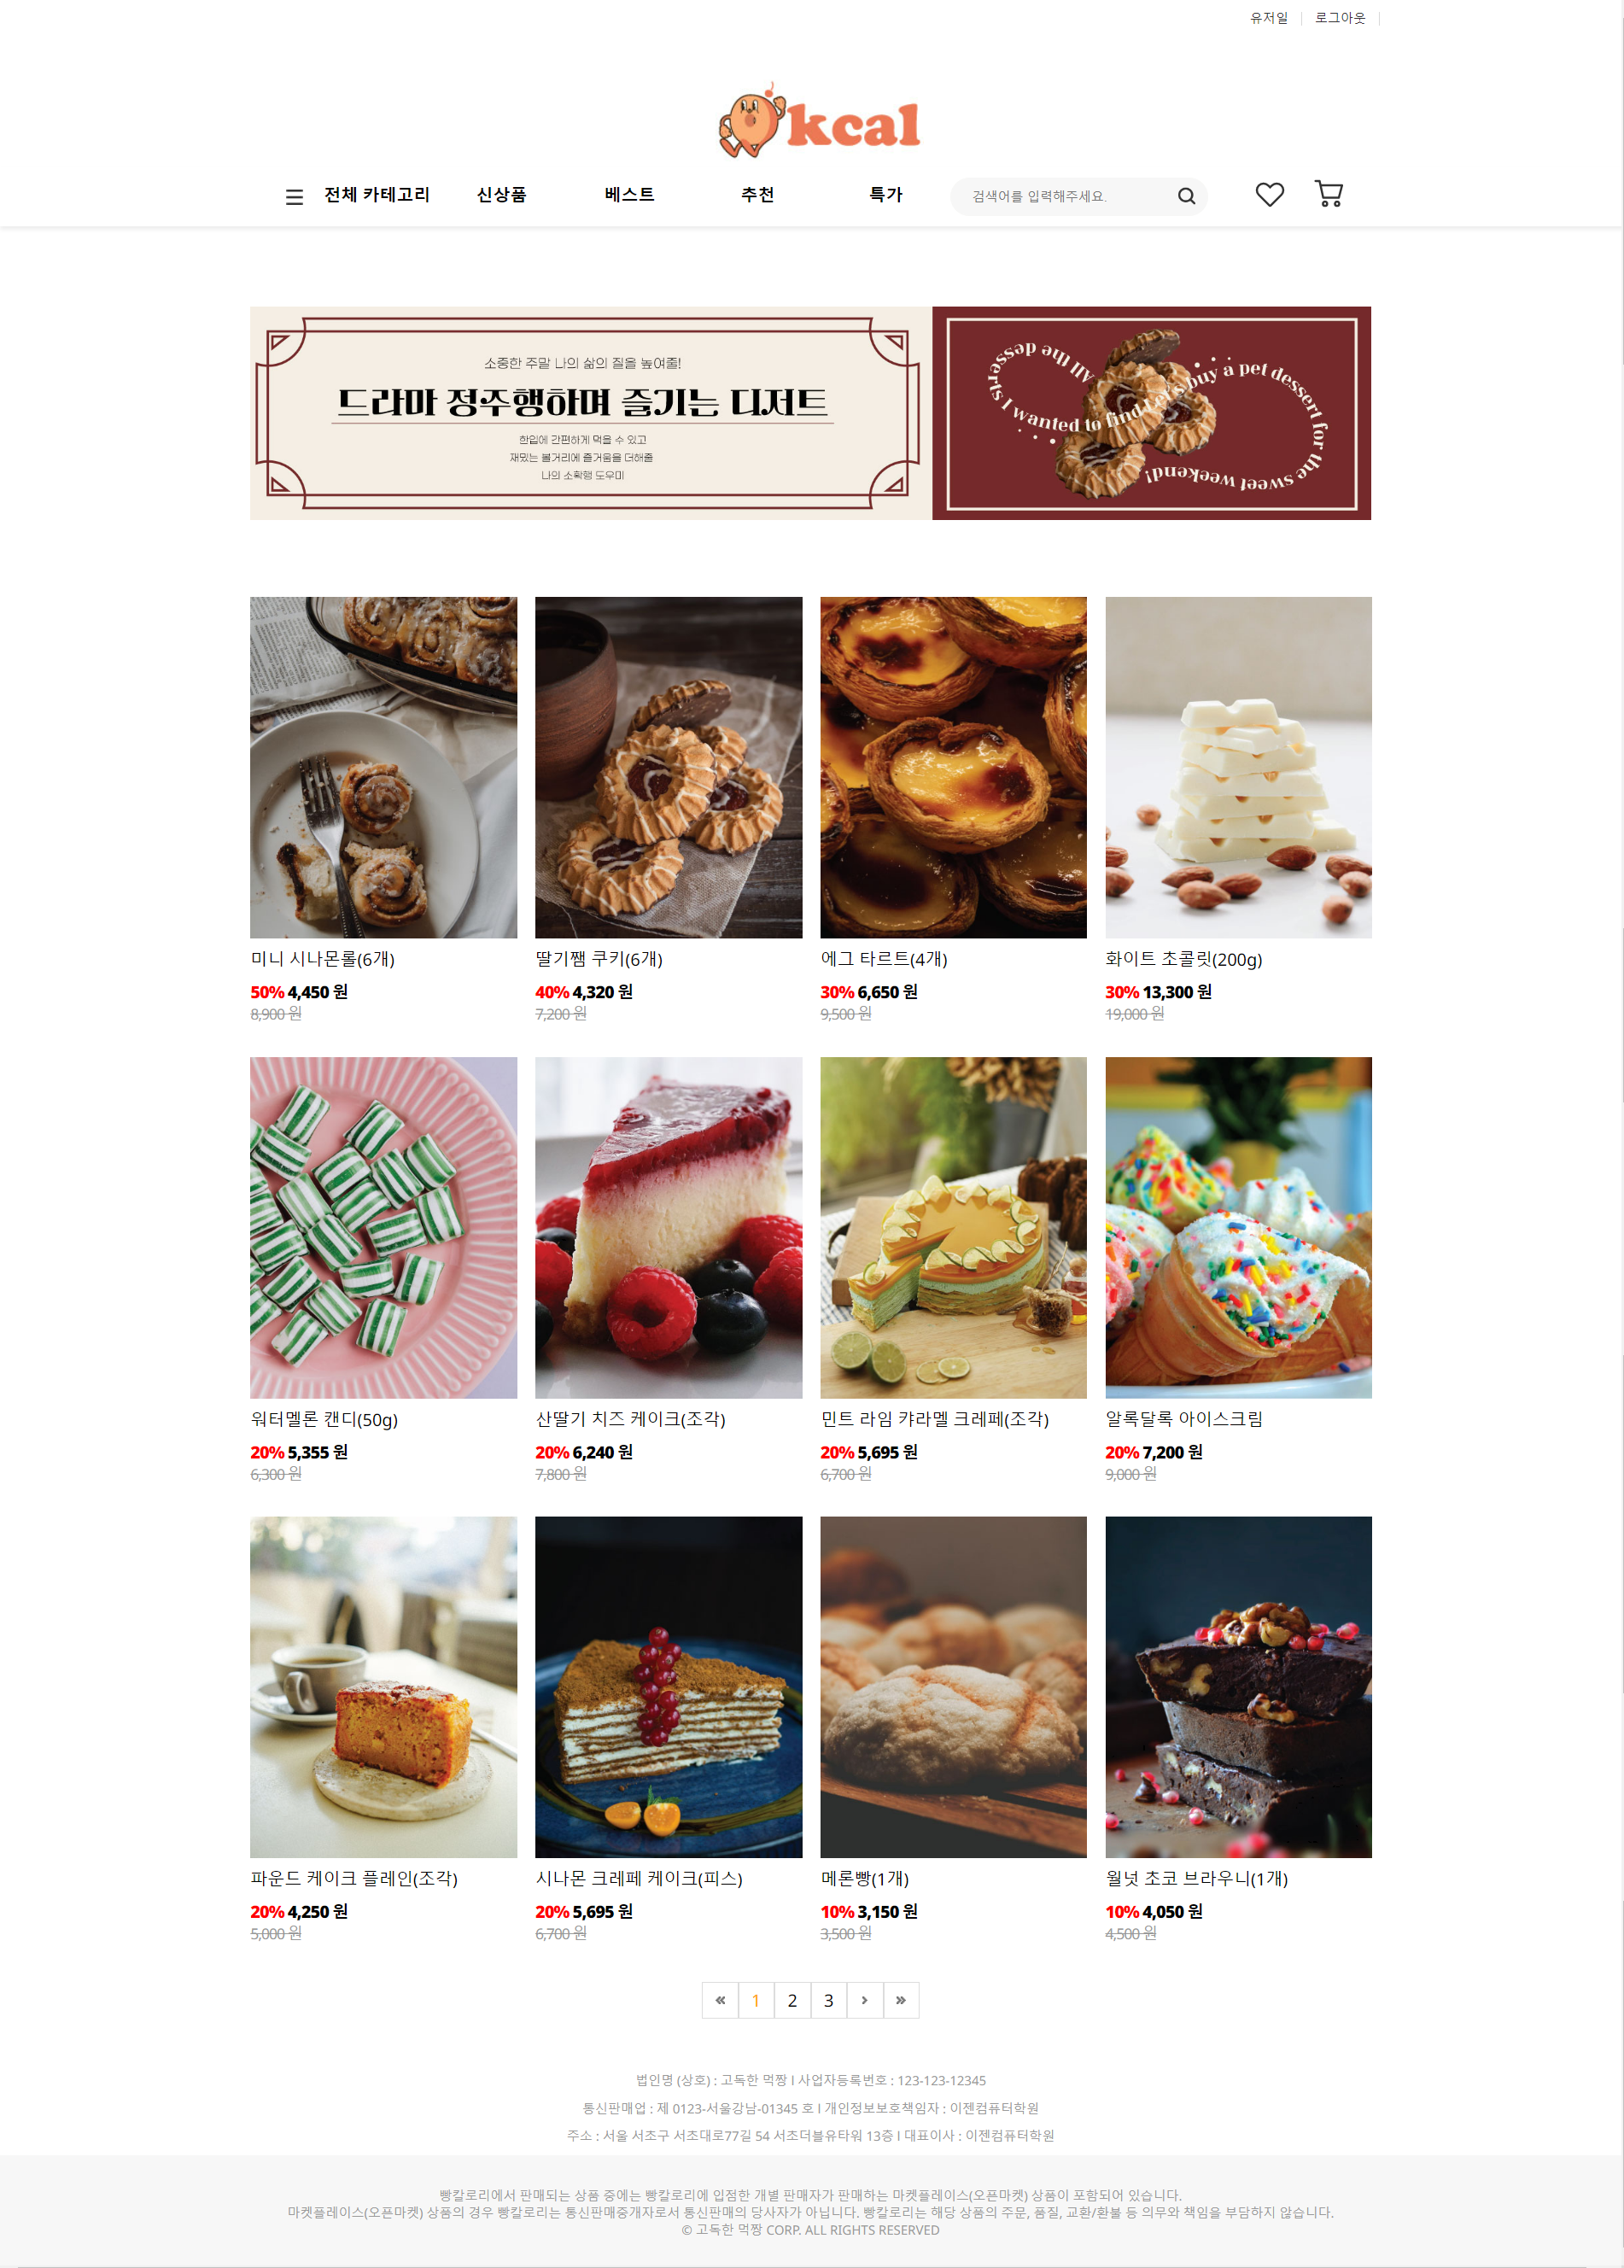 유저일
로그아웃
kcal
전체 카테고리
신상품
베스트
추천
특가
검색어를 입력해주세요.
소중한 주말 나의 삶의 질을 높여줄!
드라마 정주행하며 즐기는 디저트
한입에 간편하게 먹을 수 있고
재밌는 볼거리에 즐거움을 더해줄
나의 소확행 도우미
All the desserts I wanted to find Let's buy a pet dessert for the sweet weekend!
미니 시나몬롤(6개)
50% 4,450 원
8,900 원
딸기쨈 쿠키(6개)
40% 4,320 원
7,200 원
에그 타르트(4개)
30% 6,650 원
9,500 원
화이트 초콜릿(200g)
30% 13,300 원
19,000 원
워터멜론 캔디(50g)
20% 5,355 원
6,300 원
산딸기 치즈 케이크(조각)
20% 6,240 원
7,800 원
민트 라임 캬라멜 크레페(조각)
20% 5,695 원
6,700 원
알록달록 아이스크림
20% 7,200 원
9,000 원
파운드 케이크 플레인(조각)
20% 4,250 원
5,000 원
시나몬 크레페 케이크(피스)
20% 5,695 원
6,700 원
메론빵(1개)
10% 3,150 원
3,500 원
월넛 초코 브라우니(1개)
10% 4,050 원
4,500 원
« 1 2 3 › »
법인명 (상호) : 고독한 먹짱 I 사업자등록번호 : 123-123-12345
통신판매업 : 제 0123-서울강남-01345 호 I 개인정보보호책임자 : 이젠컴퓨터학원
주소 : 서울 서초구 서초대로77길 54 서초더블유타워 13층 I 대표이사 : 이젠컴퓨터학원
빵칼로리에서 판매되는 상품 중에는 빵칼로리에 입점한 개별 판매자가 판매하는 마켓플레이스(오픈마켓) 상품이 포함되어 있습니다.
마켓플레이스(오픈마켓) 상품의 경우 빵칼로리는 통신판매중개자로서 통신판매의 당사자가 아닙니다. 빵칼로리는 해당 상품의 주문, 품질, 교환/환불 등 의무와 책임을 부담하지 않습니다.
© 고독한 먹짱 CORP. ALL RIGHTS RESERVED